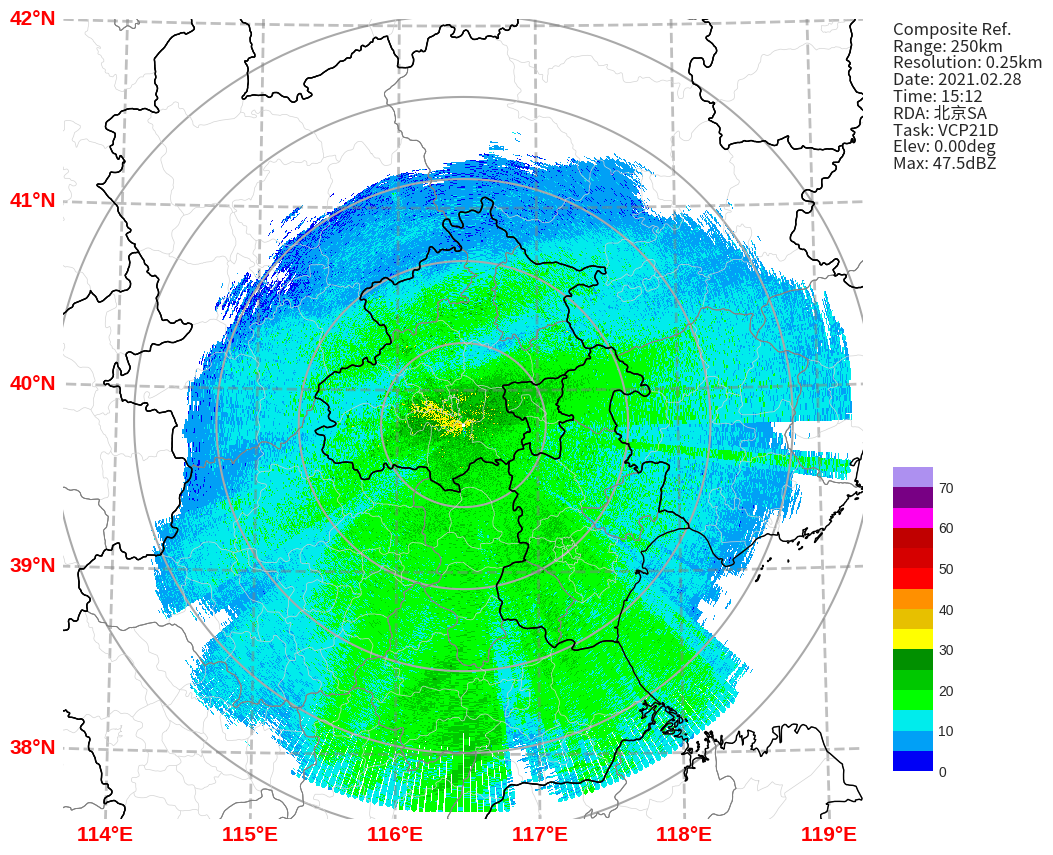 42°N
41°N
40°N
39°N
38°N
114°E
115°E
116°E
117°E
118°E
119°E
Composite Ref.
Range: 250km
Resolution: 0.25km
Date: 2021.02.28
Time: 15:12
RDA: 北京SA
Task: VCP21D
Elev: 0.00deg
Max: 47.5dBZ
70
60
50
40
30
20
10
0